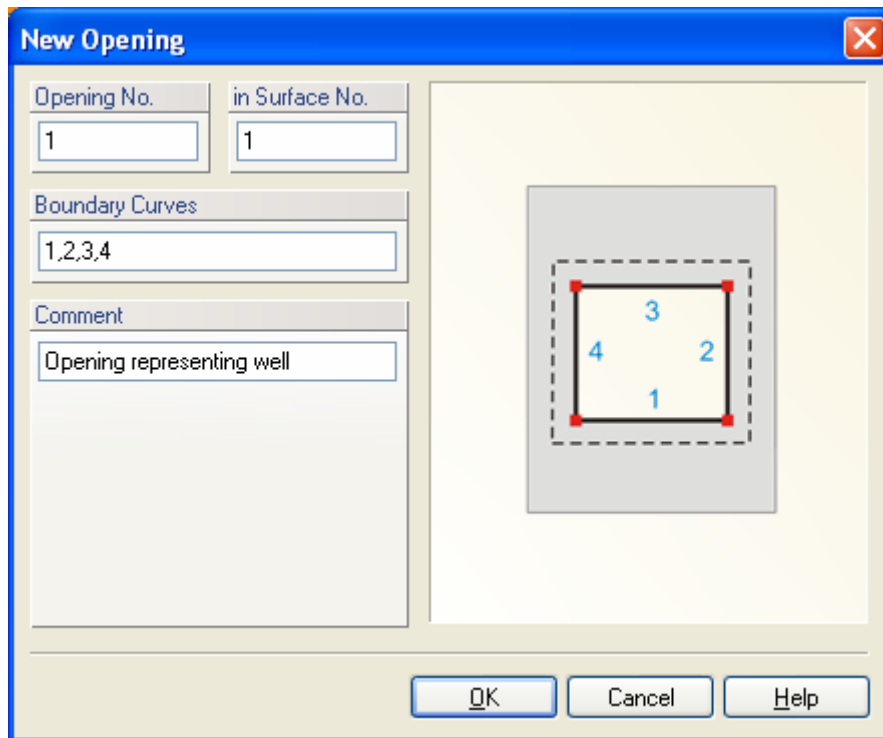 New Opening
Opening No.
in Surface No.
1
1
Boundary Curves
1,2,3,4
Comment
Opening representing well
3
4
2
1
OK
Cancel
Help